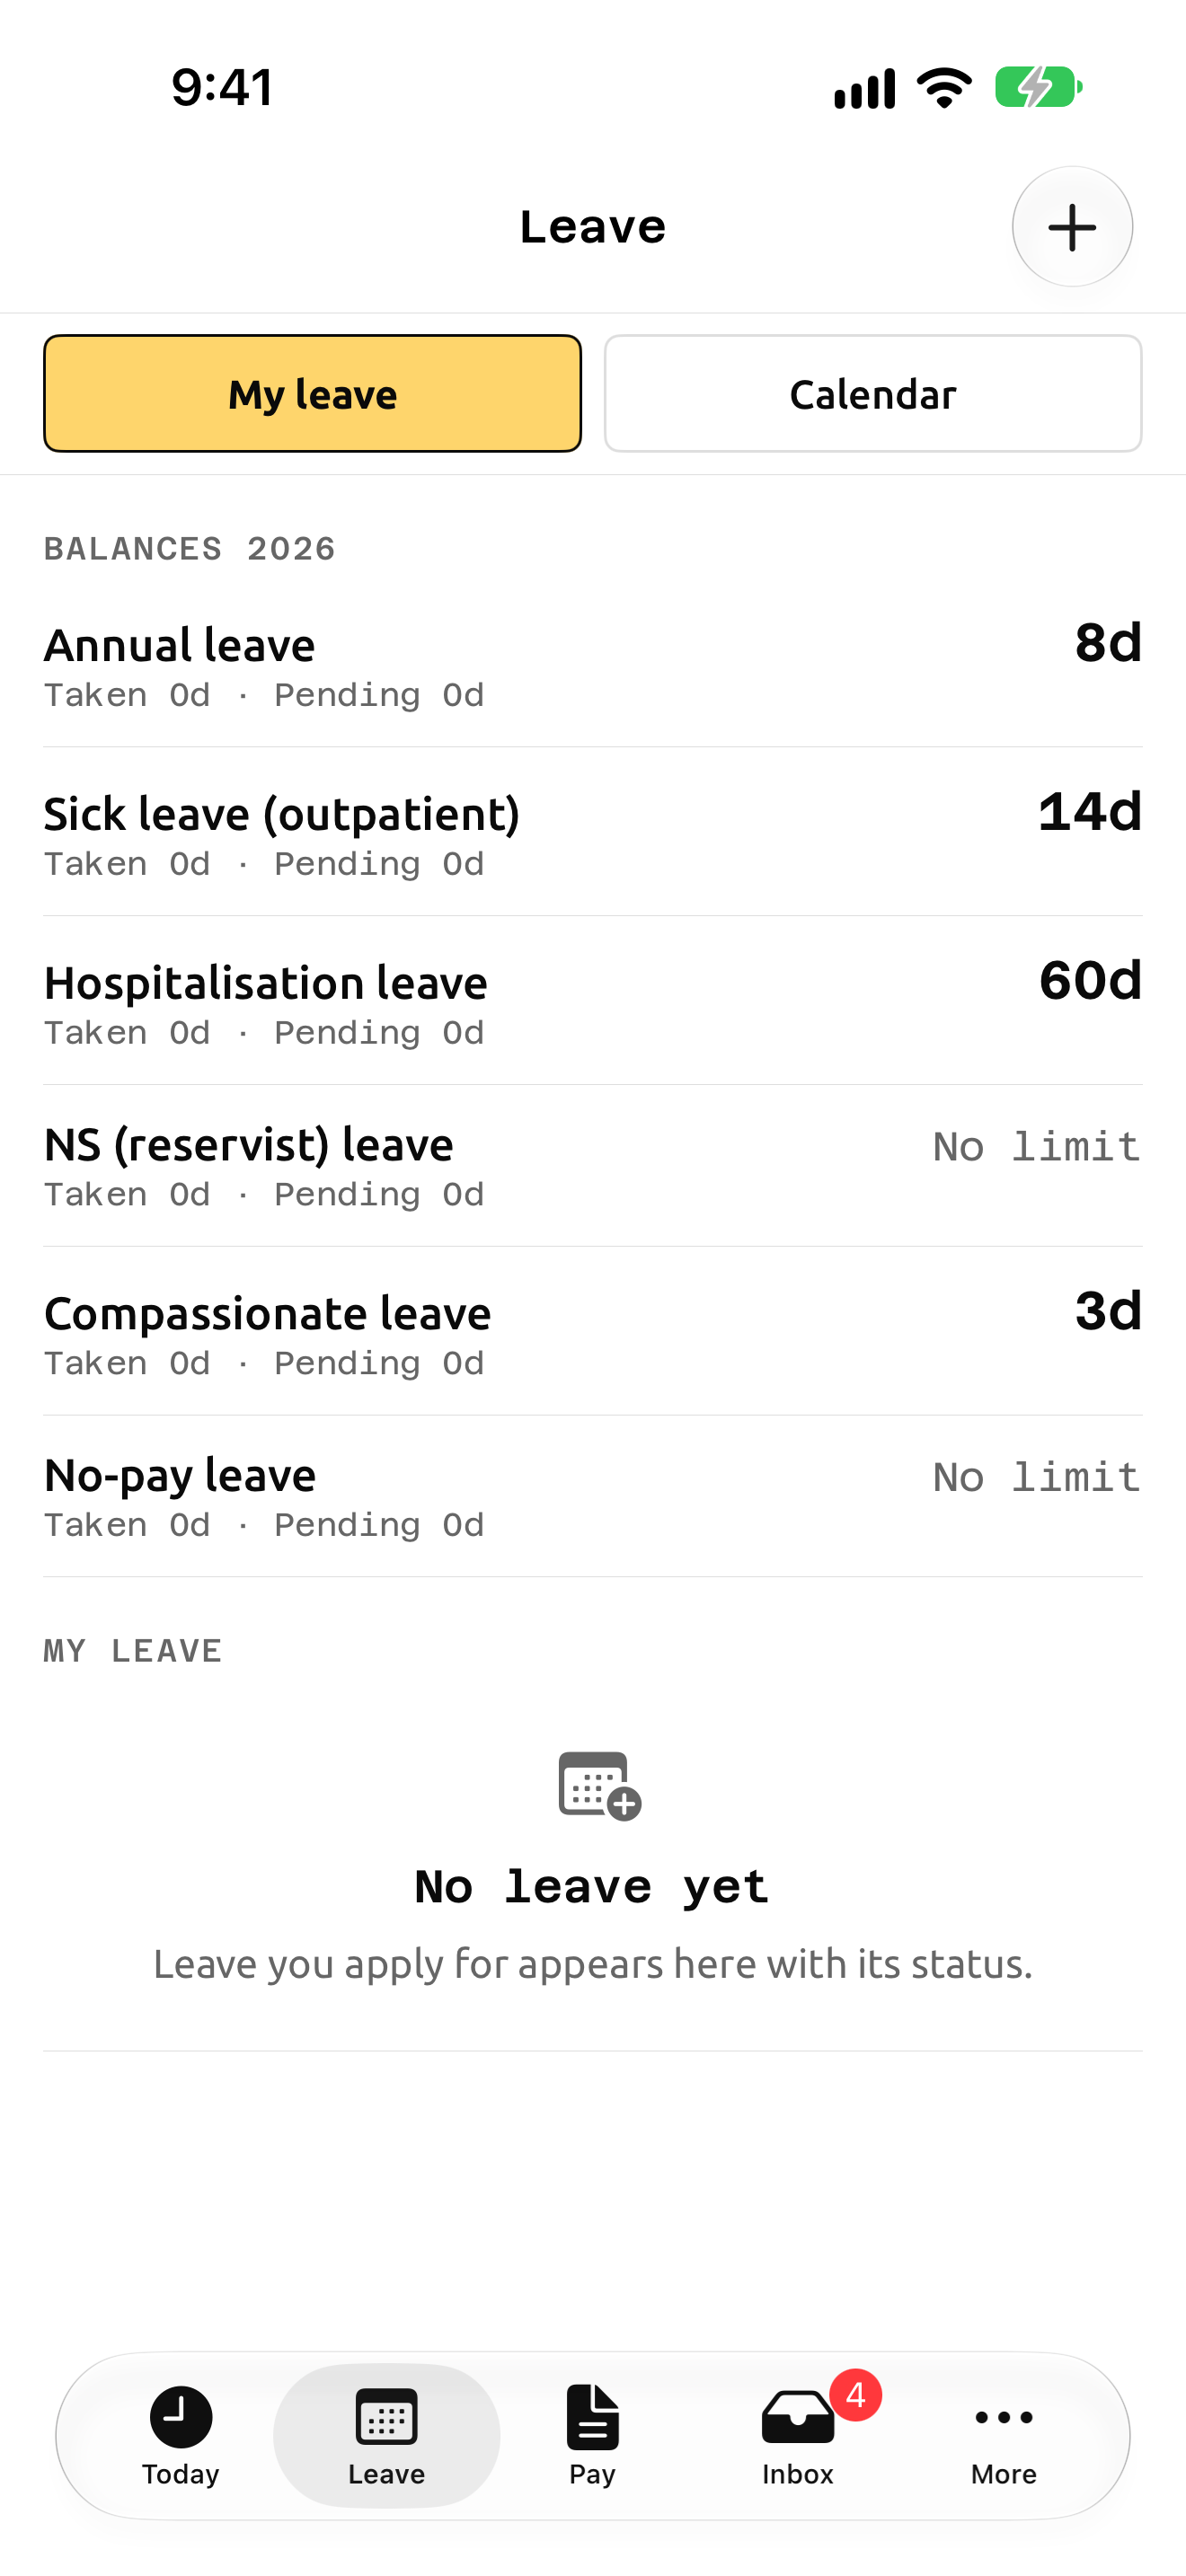 9:41
Leave
My leave
Calendar
BALANCES 2026
Annual leave
8d
Taken 0d · Pending 0d
Sick leave (outpatient)
14d
Taken 0d · Pending 0d
Hospitalisation leave
60d
Taken 0d · Pending 0d
NS (reservist) leave
No limit
Taken 0d · Pending 0d
Compassionate leave
3d
Taken 0d · Pending 0d
No-pay leave
No limit
Taken 0d · Pending 0d
MY LEAVE
No leave yet
Leave you apply for appears here with its status.
4
Today
Leave
Pay
Inbox
More